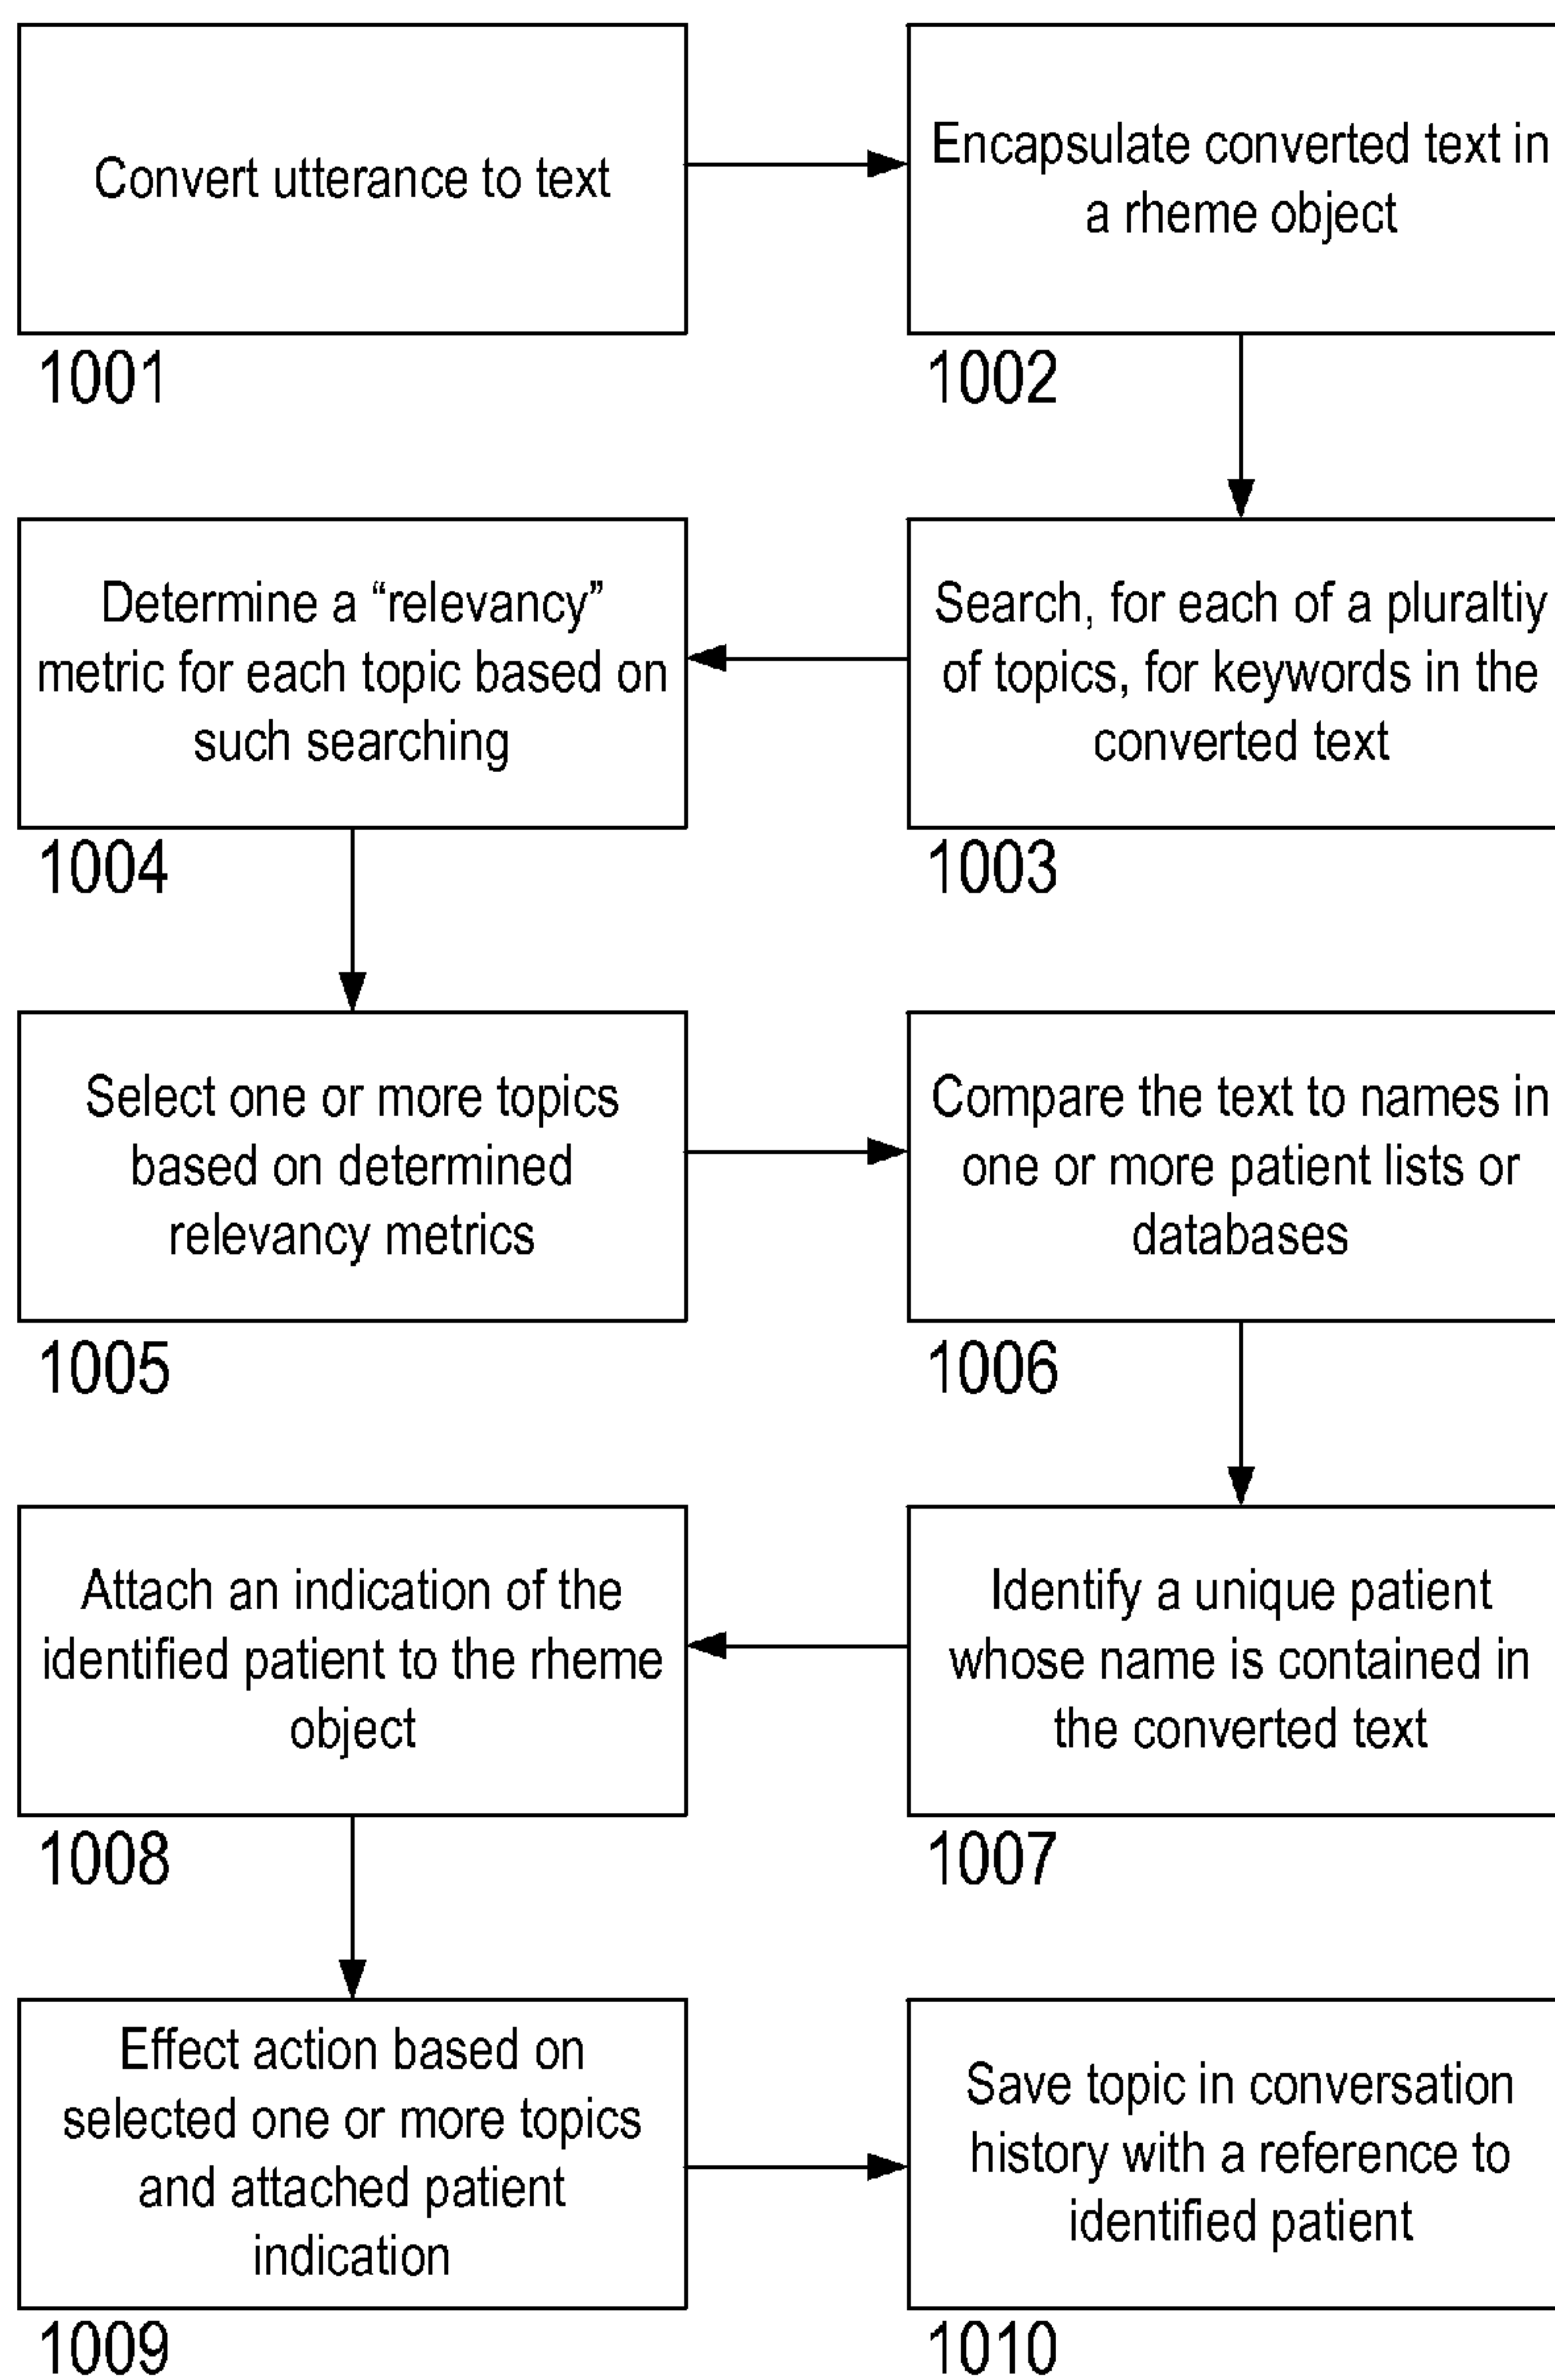 Convert utterance to text
1001
Encapsulate converted text in
a rheme object
1002
Search, for each of a pluraltiy
of topics, for keywords in the
converted text
1003
Determine a “relevancy”
metric for each topic based on
such searching
1004
Select one or more topics
based on determined
relevancy metrics
1005
Compare the text to names in
one or more patient lists or
databases
1006
Identify a unique patient
whose name is contained in
the converted text
1007
Attach an indication of the
identified patient to the rheme
object
1008
Effect action based on
selected one or more topics
and attached patient
indication
1009
Save topic in conversation
history with a reference to
identified patient
1010